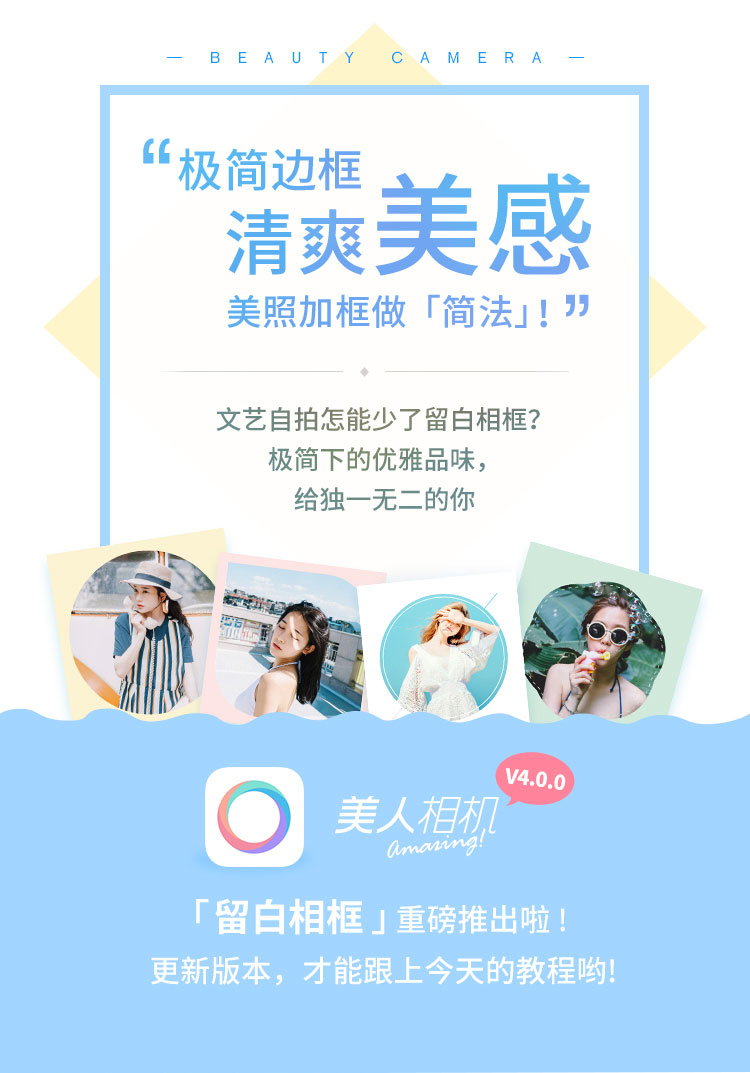 BEAUTY CAMERA
“极简边框
清爽美感
美照加框做「简法」！”
文艺自拍怎能少了留白相框？
极简下的优雅品味，
给独一无二的你
V4.0.0
美人相机
Amazing!
「留白相框」重磅推出啦！
更新版本，才能跟上今天的教程哟!